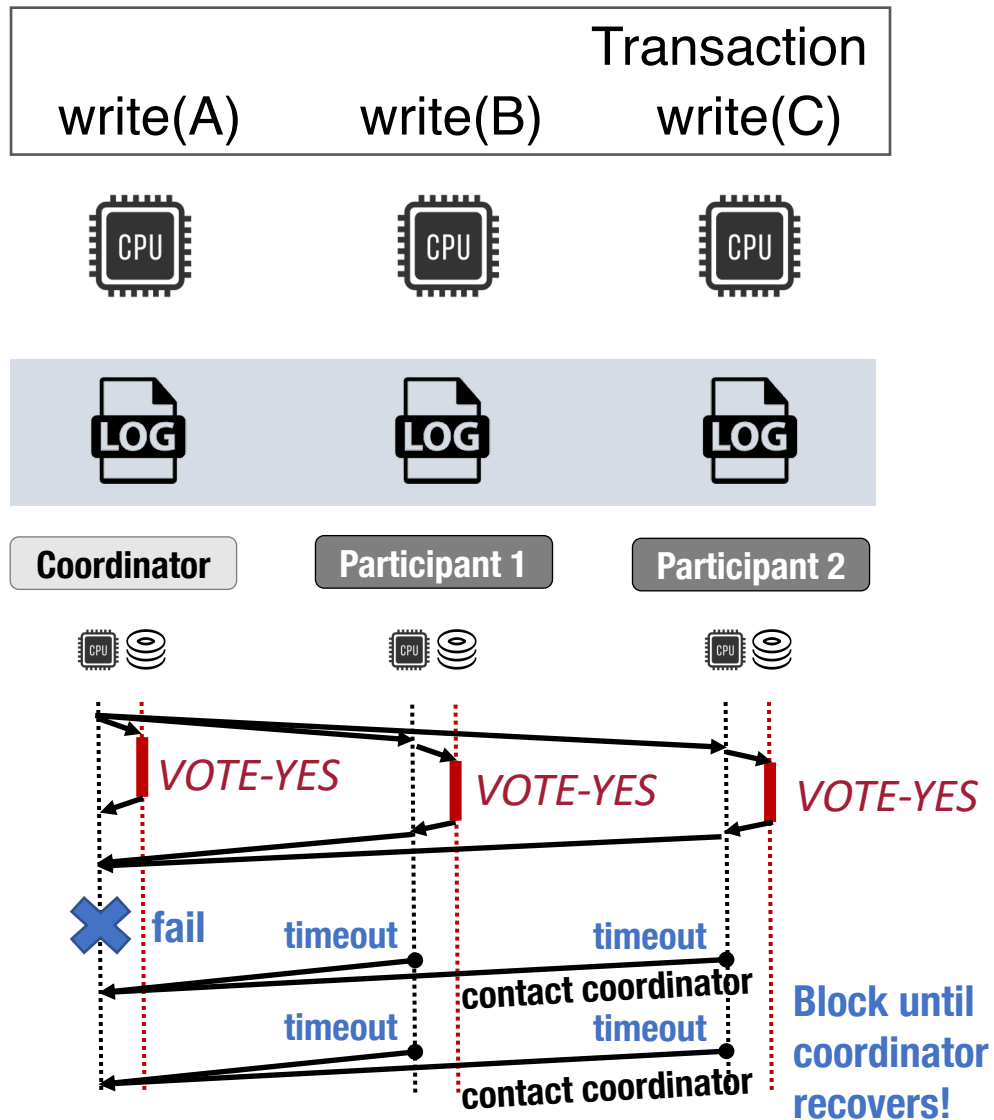 Transaction
write(A) write(B) write(C)
CPU CPU CPU
LOG LOG LOG
Coordinator Participant 1 Participant 2
CPU CPU CPU
VOTE-YES VOTE-YES VOTE-YES
fail timeout timeout
contact coordinator
timeout timeout
contact coordinator
Block until
coordinator
recovers!